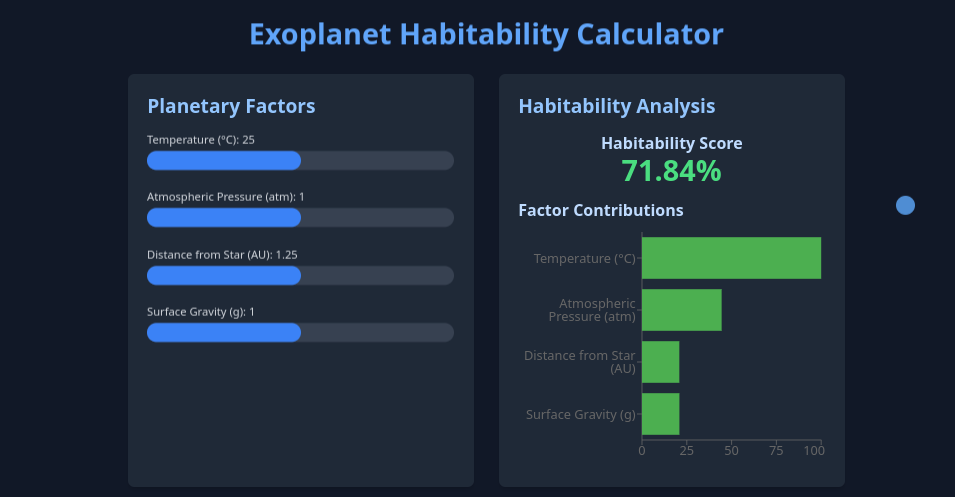 Exoplanet Habitability Calculator
Planetary Factors
Temperature (°C): 25
Atmospheric Pressure (atm): 1
Distance from Star (AU): 1.25
Surface Gravity (g): 1
Habitability Analysis
Habitability Score
71.84%
Factor Contributions
Temperature (°C)
Atmospheric
Pressure (atm)
Distance from Star
(AU)
Surface Gravity (g)
0 25 50 75 100